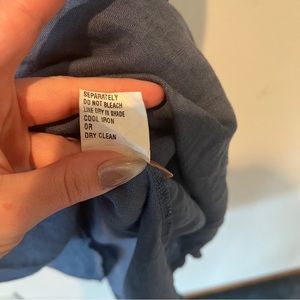 SEPARATELY
DO NOT BLEACH
LINE DRY IN SHADE
COOL IRON
OR
DRY CLEAN